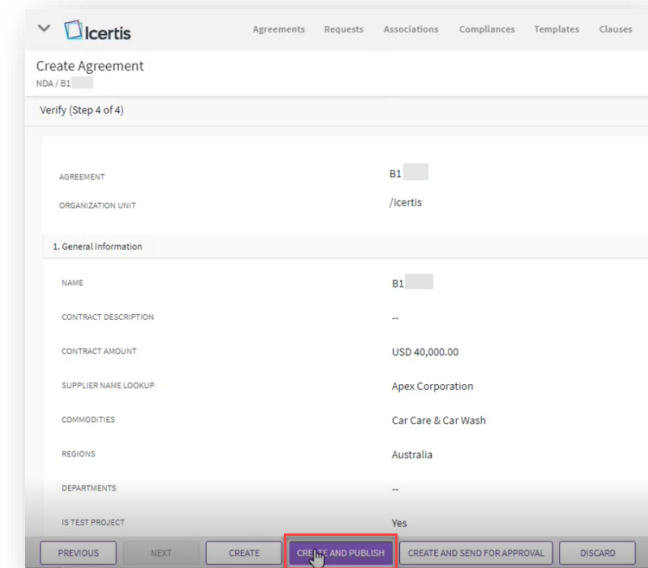 Icertis Agreements Requests Associations Compliances Templates Clauses
Create Agreement
NDA / B1
Verify (Step 4 of 4)
AGREEMENT B1
ORGANIZATION UNIT /icertis
1. General Information
NAME B1
CONTRACT DESCRIPTION --
CONTRACT AMOUNT USD 40,000.00
SUPPLIER NAME LOOKUP Apex Corporation
COMMODITIES Car Care & Car Wash
REGIONS Australia
DEPARTMENTS --
IS TEST PROJECT Yes
PREVIOUS NEXT CREATE CREATE AND PUBLISH CREATE AND SEND FOR APPROVAL DISCARD